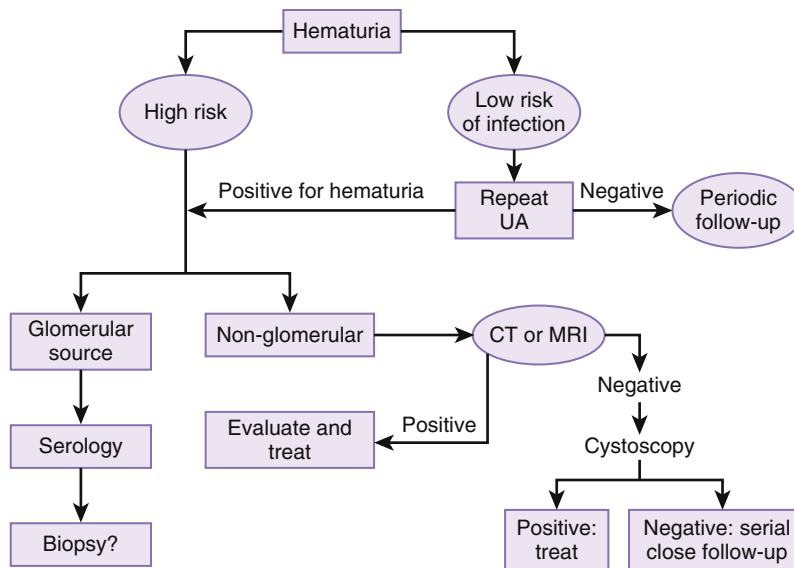 Hematuria
High risk
Low risk
of infection
Positive for hematuria
Repeat
UA
Negative
Periodic
follow-up
Glomerular
source
Non-glomerular
CT or MRI
Negative
Serology
Evaluate and
treat
Positive
Cystoscopy
Biopsy?
Positive:
treat
Negative: serial
close follow-up